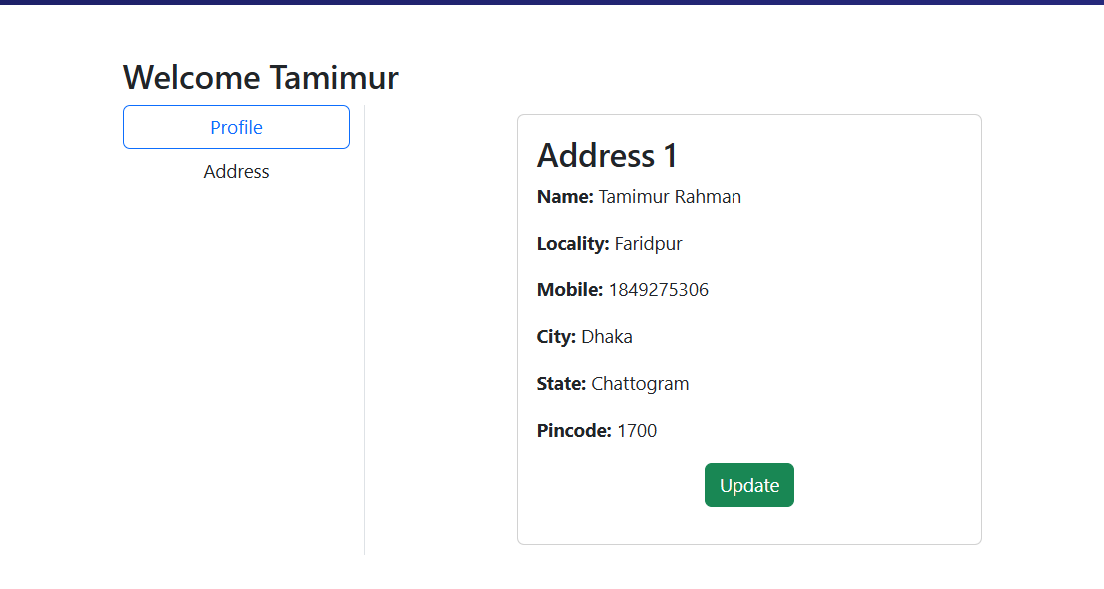 Welcome Tamimur
Profile
Address
Address 1
Name: Tamimur Rahman
Locality: Faridpur
Mobile: 1849275306
City: Dhaka
State: Chattogram
Pincode: 1700
Update